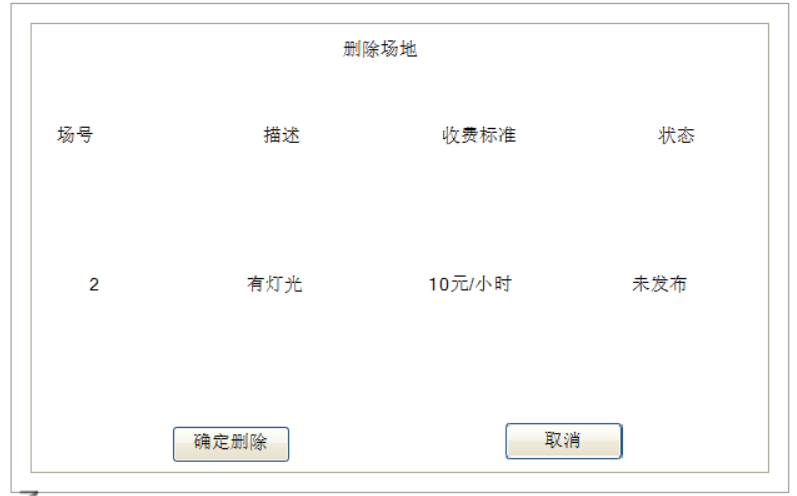 删除场地
场号 描述 收费标准 状态
2 有灯光 10元/小时 未发布
确定删除 取消